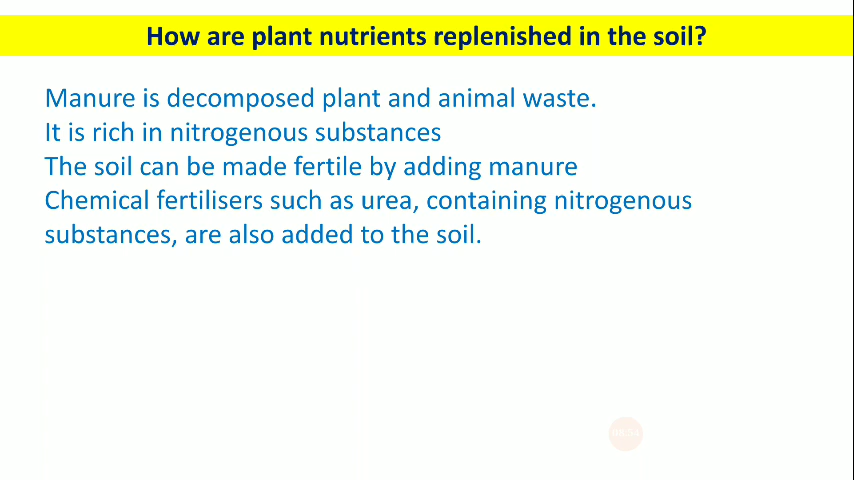 How are plant nutrients replenished in the soil?
Manure is decomposed plant and animal waste.
It is rich in nitrogenous substances
The soil can be made fertile by adding manure
Chemical fertilisers such as urea, containing nitrogenous
substances, are also added to the soil.